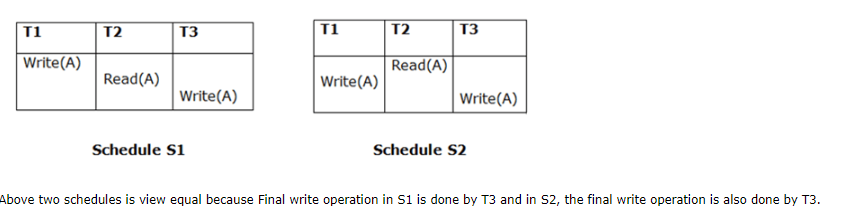 T1 T2 T3
Write(A)
Read(A)
Write(A)
Schedule S1
T1 T2 T3
Read(A)
Write(A)
Write(A)
Schedule S2
Above two schedules is view equal because Final write operation in S1 is done by T3 and in S2, the final write operation is also done by T3.